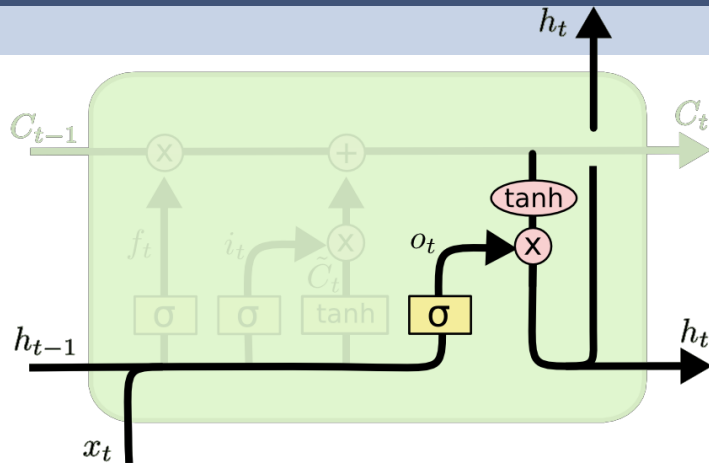 h_t
C_{t-1} C_t
x +
tanh
f_t i_t x o_t x
C̃_t
σ σ tanh σ
h_{t-1} h_t
x_t